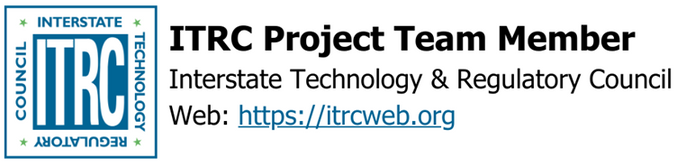 INTERSTATE
TECHNOLOGY
REGULATORY
COUNCIL
ITRC
ITRC Project Team Member
Interstate Technology & Regulatory Council
Web: https://itrcweb.org